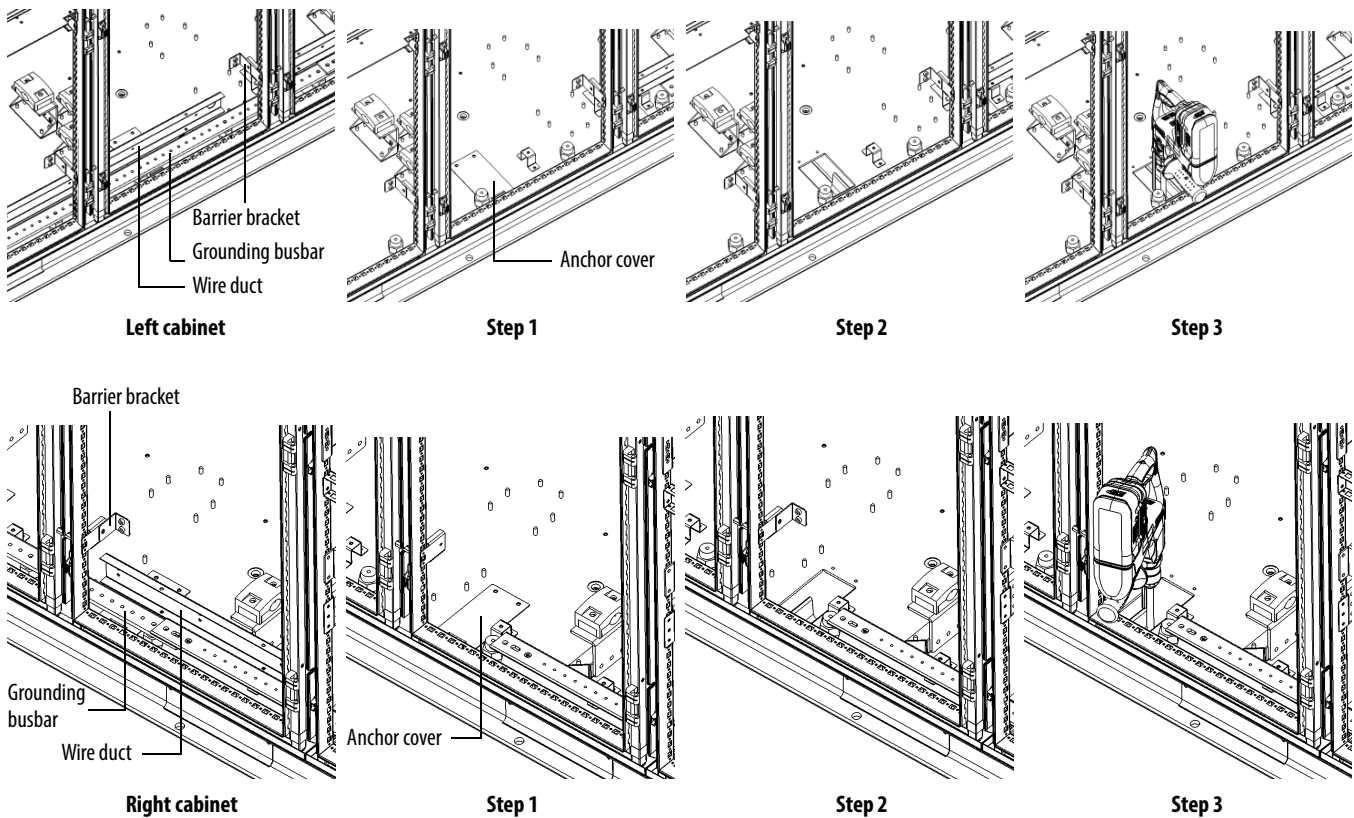 Barrier bracket
Grounding busbar
Wire duct
Anchor cover
Left cabinet
Step 1
Step 2
Step 3
Barrier bracket
Grounding
busbar
Wire duct
Anchor cover
Right cabinet
Step 1
Step 2
Step 3